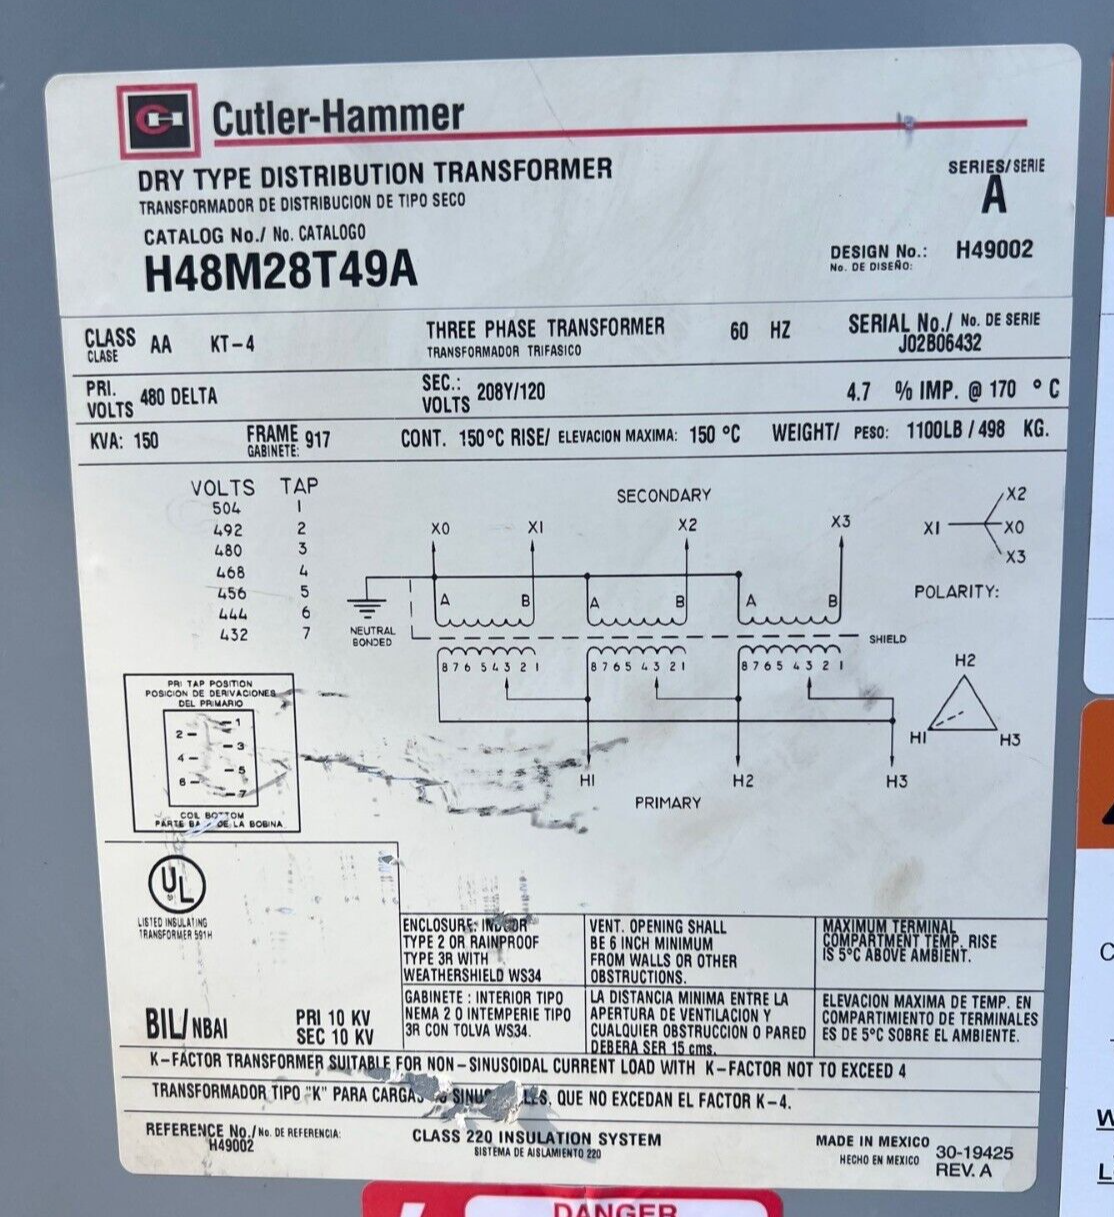 CH Cutler-Hammer
DRY TYPE DISTRIBUTION TRANSFORMER
TRANSFORMADOR DE DISTRIBUCION DE TIPO SECO
SERIES/SERIE
A
CATALOG No./ No. CATALOGO
H48M28T49A
DESIGN No.: H49002
No. DE DISEÑO:
CLASS AA KT-4
CLASE
THREE PHASE TRANSFORMER 60 HZ
TRANSFORMADOR TRIFASICO
SERIAL No./ No. DE SERIE
J02B06432
PRI. VOLTS 480 DELTA
SEC.: VOLTS 208Y/120
4.7 % IMP. @ 170 °C
KVA: 150
FRAME 917
GABINETE:
CONT. 150°C RISE/ ELEVACION MAXIMA: 150 °C
WEIGHT/ PESO: 1100LB / 498 KG.
VOLTS TAP
504 1
492 2
480 3
468 4
456 5
444 6
432 7
SECONDARY
X0 X1 X2 X3
A B A B A B
NEUTRAL
BONDED
SHIELD
8 7 6 5 4 3 2 1 8 7 6 5 4 3 2 1 8 7 6 5 4 3 2 1
H1 H2 H3
PRIMARY
X2
X1 X0
X3
POLARITY:
H2
H1 H3
PRI TAP POSITION
POSICION DE DERIVACIONES
DEL PRIMARIO
1
2
3
4
5
6
7
COIL BOTTOM
DE LA BOBINA
UL
LISTED INSULATING
TRANSFORMER 591H
BIL/NBAI
PRI 10 KV
SEC 10 KV
ENCLOSURE: INDOOR
TYPE 2 OR RAINPROOF
TYPE 3R WITH
WEATHERSHIELD WS34
VENT. OPENING SHALL
BE 6 INCH MINIMUM
FROM WALLS OR OTHER
OBSTRUCTIONS.
MAXIMUM TERMINAL
COMPARTMENT TEMP. RISE
IS 5°C ABOVE AMBIENT.
GABINETE : INTERIOR TIPO
NEMA 2 O INTEMPERIE TIPO
3R CON TOLVA WS34.
LA DISTANCIA MINIMA ENTRE LA
APERTURA DE VENTILACION Y
CUALQUIER OBSTRUCCION O PARED
DEBERA SER 15 cms.
ELEVACION MAXIMA DE TEMP. EN
COMPARTIMIENTO DE TERMINALES
ES DE 5°C SOBRE EL AMBIENTE.
K-FACTOR TRANSFORMER SUITABLE FOR NON-SINUSOIDAL CURRENT LOAD WITH K-FACTOR NOT TO EXCEED 4
TRANSFORMADOR TIPO "K" PARA QUE NO EXCEDAN EL FACTOR K-4.
REFERENCE No./ No. DE REFERENCIA:
H49002
CLASS 220 INSULATION SYSTEM
SISTEMA DE AISLAMIENTO 220
MADE IN MEXICO
HECHO EN MEXICO
30-19425
REV. A
DANGER